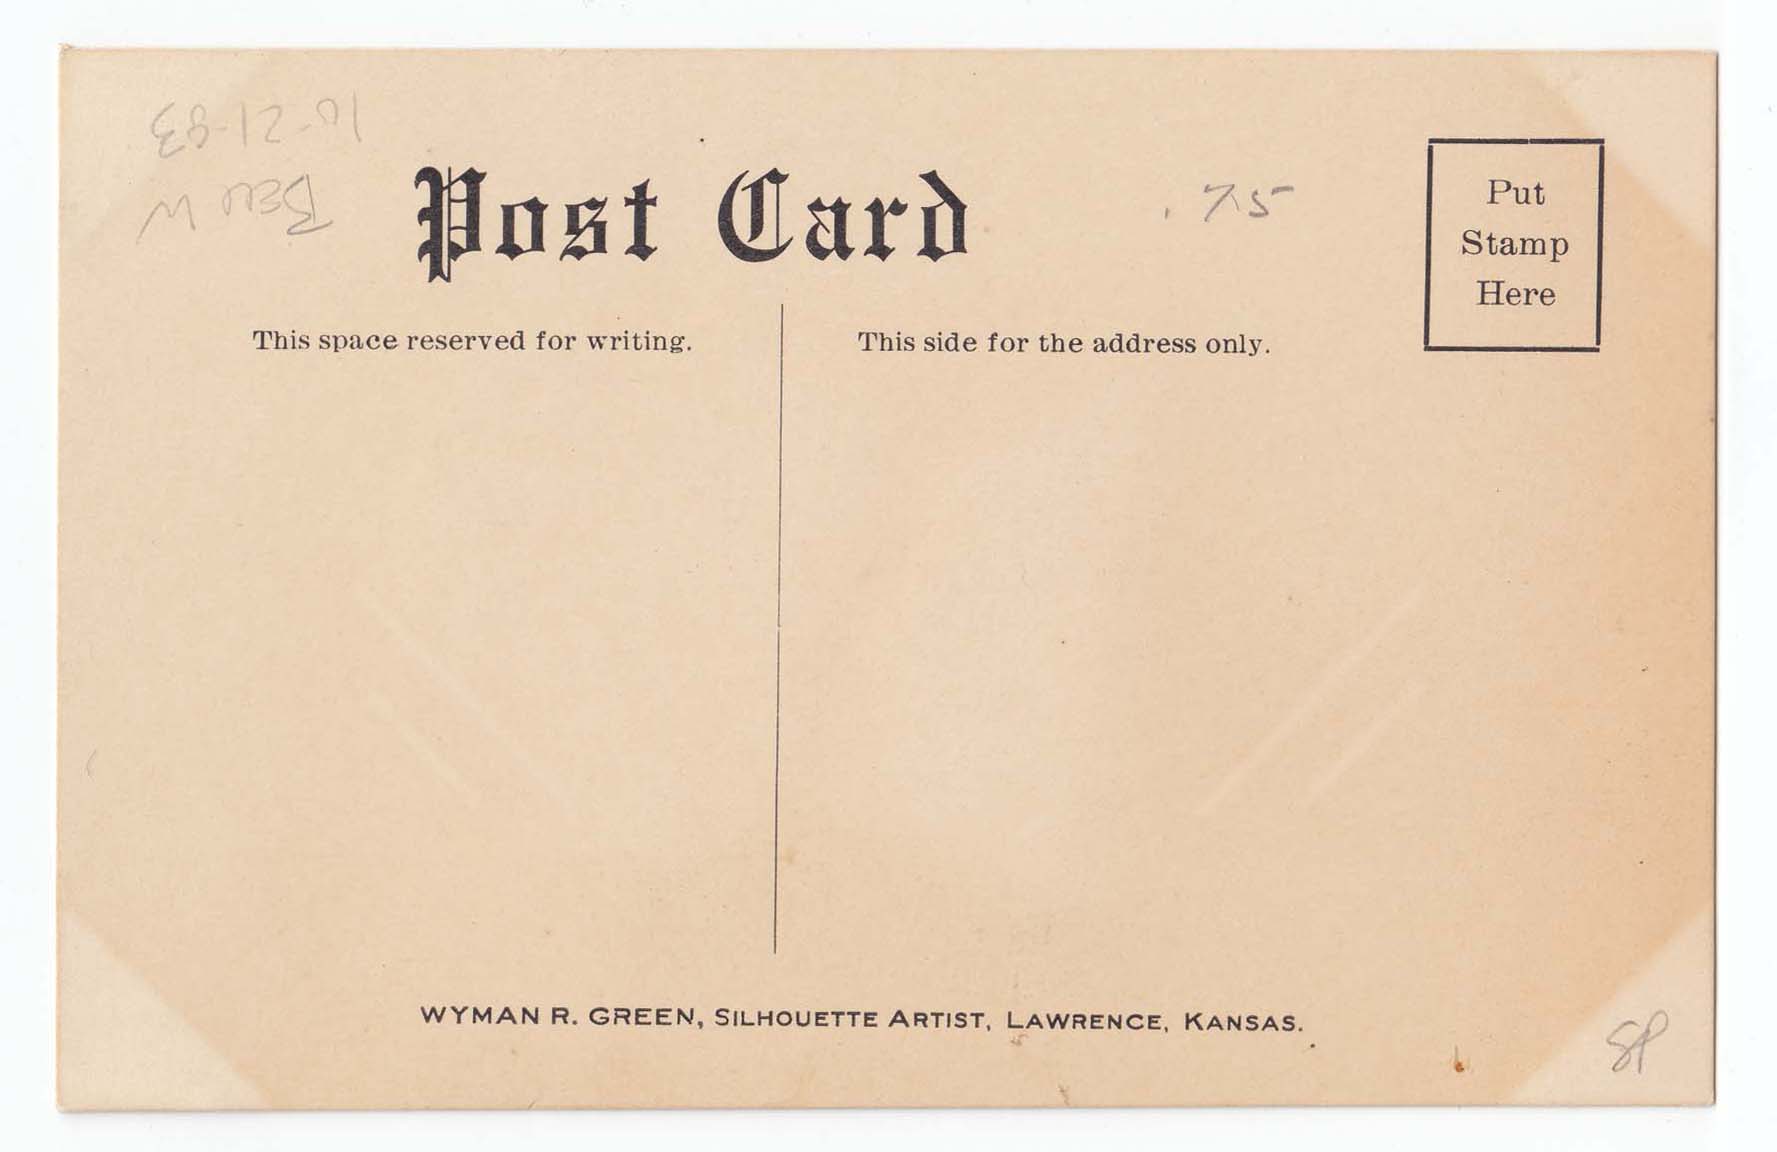 10-21-83
Post Card
.75
Put
Stamp
Here
This space reserved for writing.
This side for the address only.
WYMAN R. GREEN, SILHOUETTE ARTIST, LAWRENCE, KANSAS.